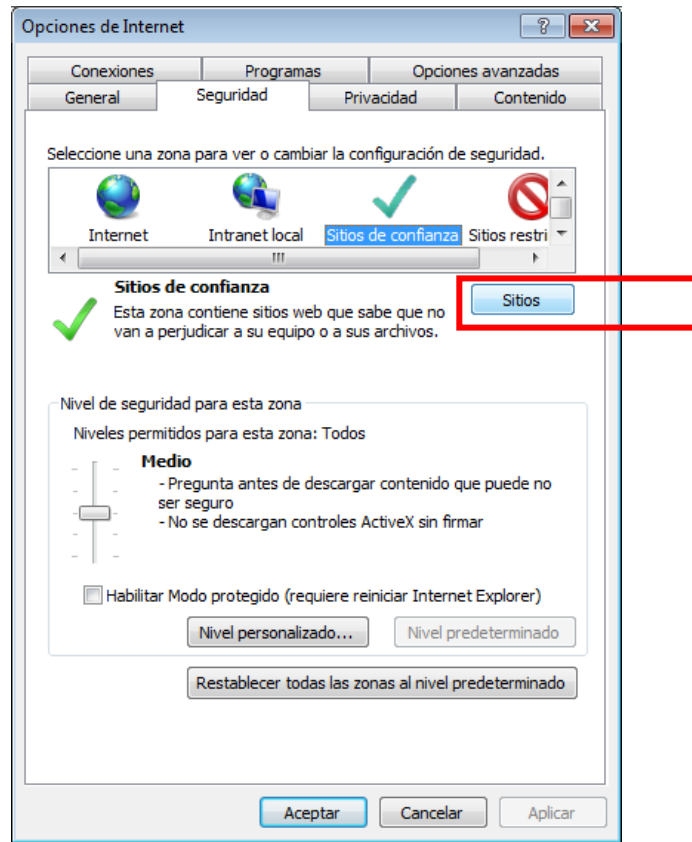 Opciones de Internet
Conexiones Programas Opciones avanzadas
General Seguridad Privacidad Contenido
Seleccione una zona para ver o cambiar la configuración de seguridad.
Internet Intranet local Sitios de confianza Sitios restri
Sitios de confianza
Sitios
Esta zona contiene sitios web que sabe que no
van a perjudicar a su equipo o a sus archivos.
Nivel de seguridad para esta zona
Niveles permitidos para esta zona: Todos
Medio
- Pregunta antes de descargar contenido que puede no
ser seguro
- No se descargan controles ActiveX sin firmar
Habilitar Modo protegido (requiere reiniciar Internet Explorer)
Nivel personalizado... Nivel predeterminado
Restablecer todas las zonas al nivel predeterminado
Aceptar Cancelar Aplicar